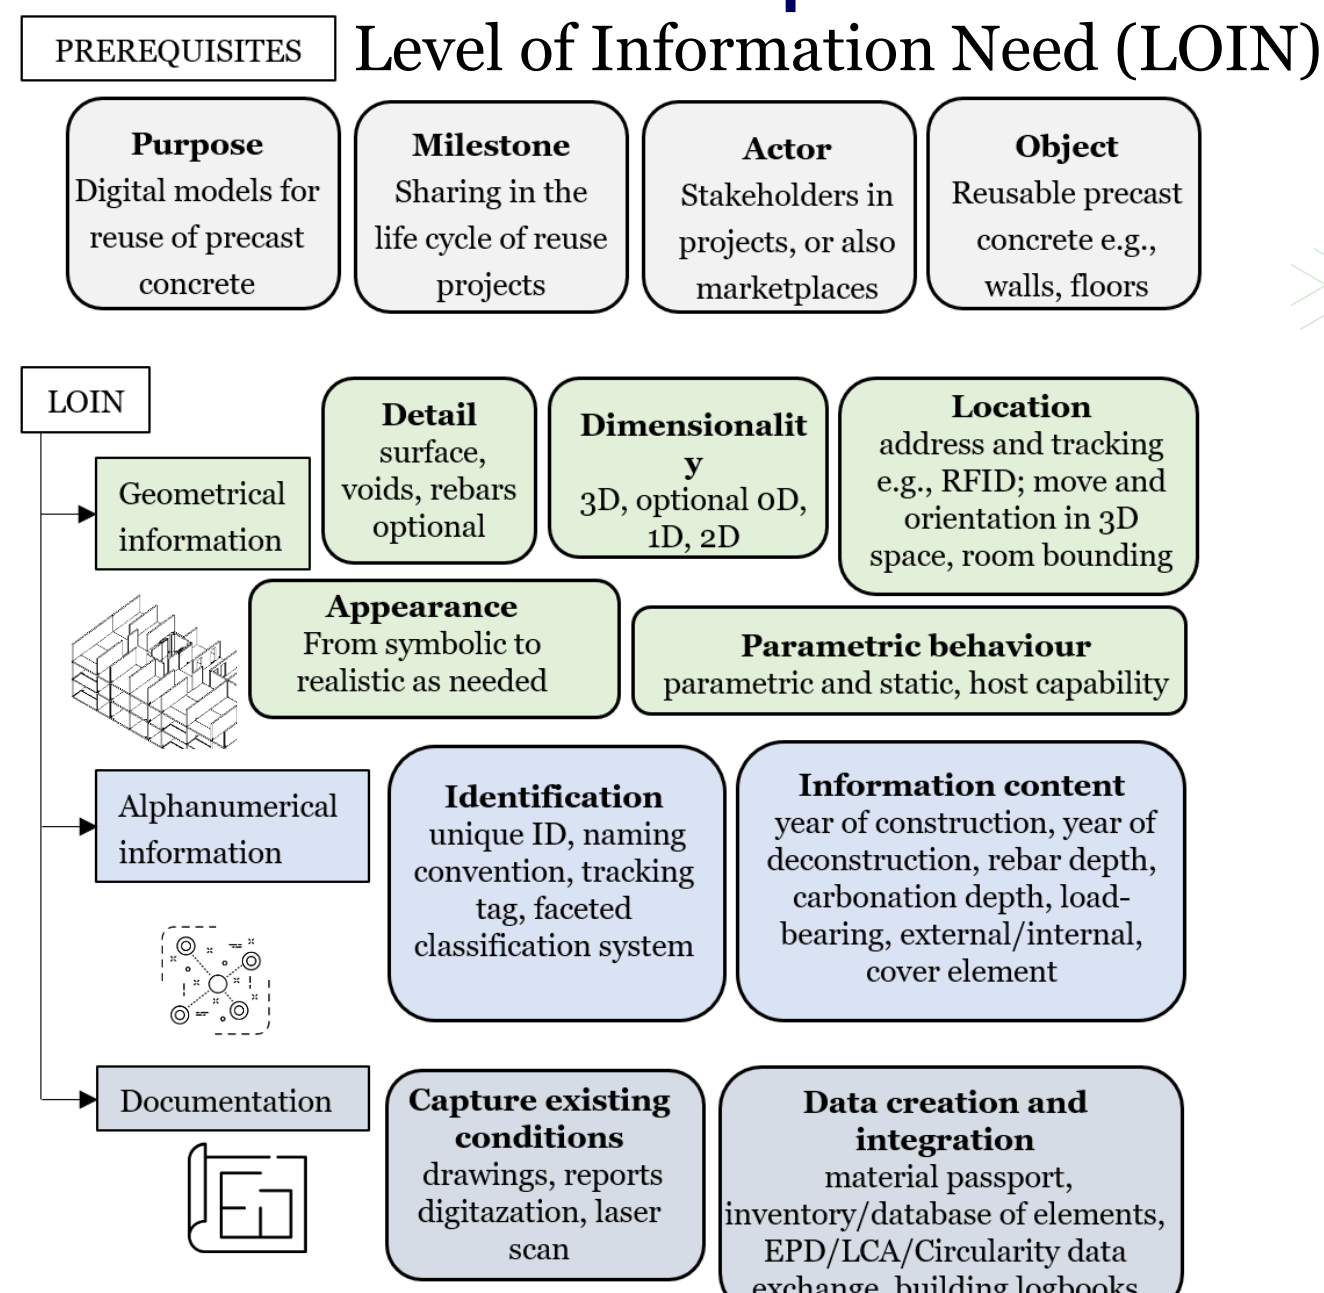 PREREQUISITES
Level of Information Need (LOIN)
Purpose
Digital models for
reuse of precast
concrete
Milestone
Sharing in the
life cycle of reuse
projects
Actor
Stakeholders in
projects, or also
marketplaces
Object
Reusable precast
concrete e.g.,
walls, floors
LOIN
Geometrical
information
Detail
surface,
voids, rebars
optional
Dimensionalit
y
3D, optional 0D,
1D, 2D
Location
address and tracking
e.g., RFID; move and
orientation in 3D
space, room bounding
Appearance
From symbolic to
realistic as needed
Parametric behaviour
parametric and static, host capability
Alphanumerical
information
Identification
unique ID, naming
convention, tracking
tag, faceted
classification system
Information content
year of construction, year of
deconstruction, rebar depth,
carbonation depth, load-
bearing, external/internal,
cover element
Documentation
Capture existing
conditions
drawings, reports
digitazation, laser
scan
Data creation and
integration
material passport,
inventory/database of elements,
EPD/LCA/Circularity data
exchange, building logbooks